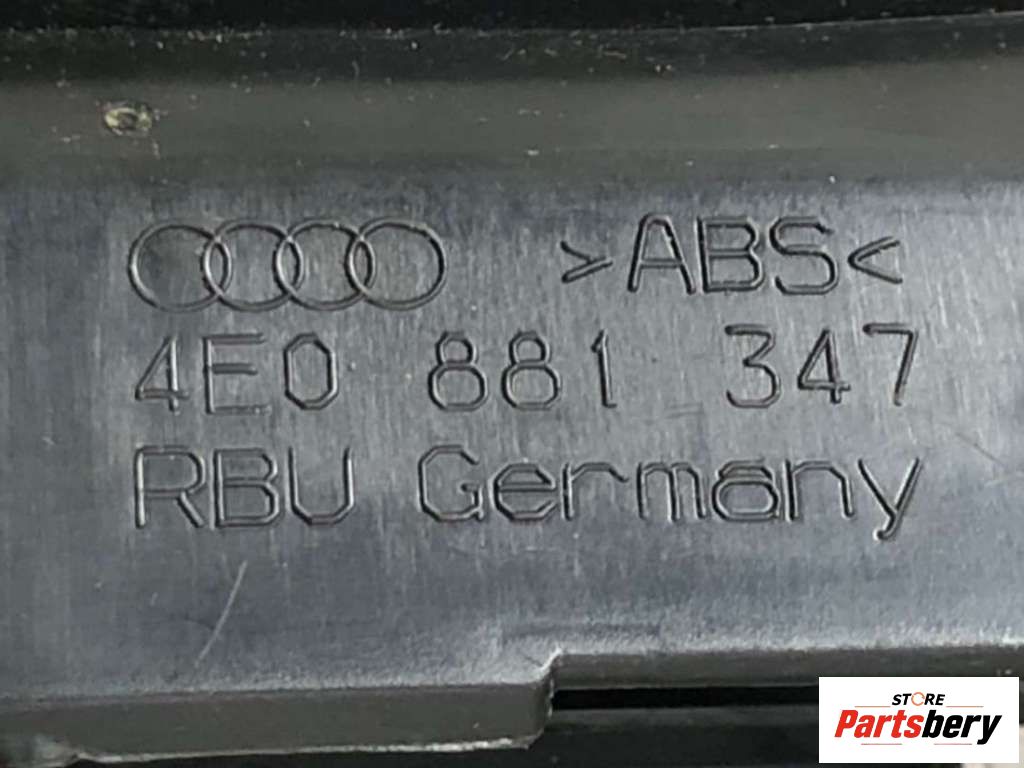 >ABS<
4E0 881 347
RBU Germany
STORE
Partsbery